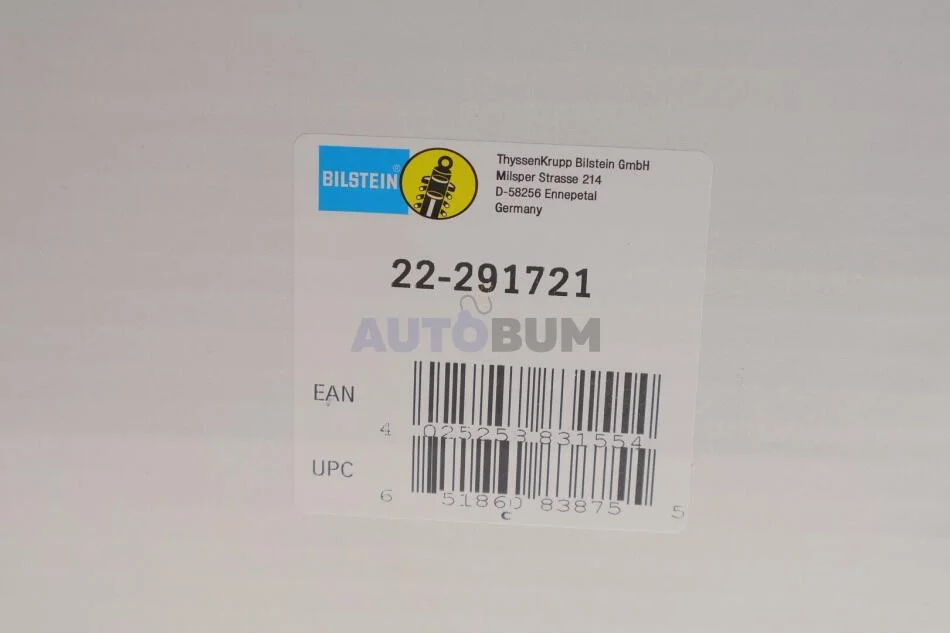 BILSTEIN®
ThyssenKrupp Bilstein GmbH
Milsper Strasse 214
D-58256 Ennepetal
Germany
22-291721
AUTOBUM
EAN
4 025258 831554
UPC
6 51860 83875 5
c